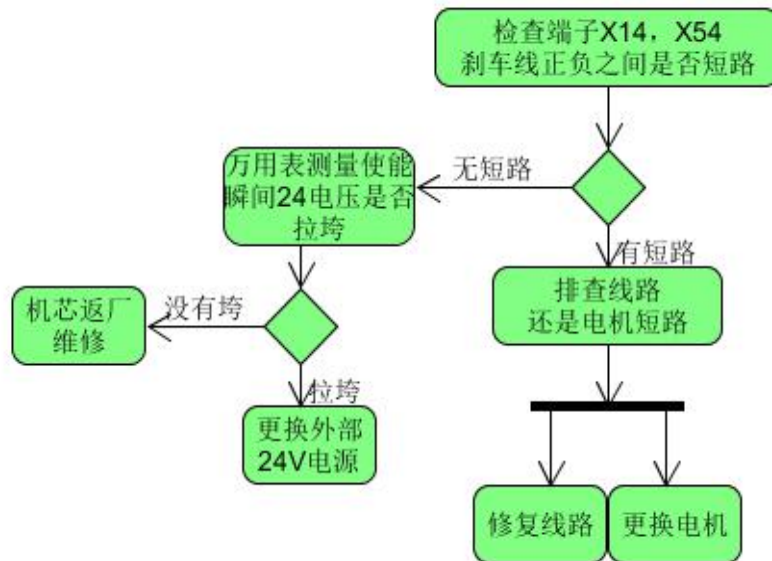 检查端子X14，X54
刹车线正负之间是否短路
无短路
万用表测量使能
瞬间24电压是否
拉垮
有短路
排查线路
还是电机短路
没有垮
机芯返厂
维修
拉垮
更换外部
24V电源
修复线路
更换电机